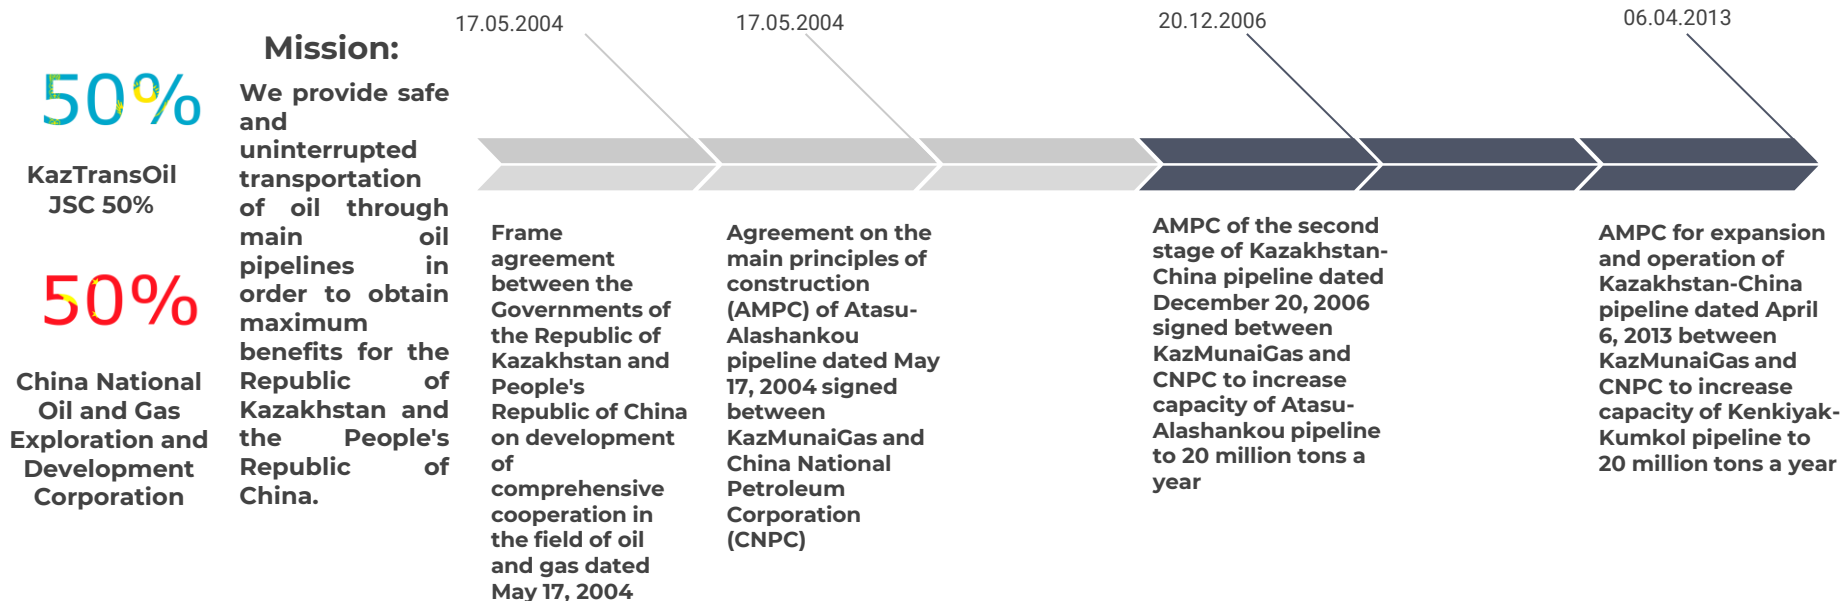 50%
KazTransOil
JSC 50%
50%
China National
Oil and Gas
Exploration and
Development
Corporation
Mission:
We provide safe
and
uninterrupted
transportation
of oil through
main oil
pipelines in
order to obtain
maximum
benefits for the
Republic of
Kazakhstan and
the People's
Republic of
China.
17.05.2004
Frame
agreement
between the
Governments of
the Republic of
Kazakhstan and
People's
Republic of China
on development
of
comprehensive
cooperation in
the field of oil
and gas dated
May 17, 2004
17.05.2004
Agreement on the
main principles of
construction
(AMPC) of Atasu-
Alashankou
pipeline dated May
17, 2004 signed
between
KazMunaiGas and
China National
Petroleum
Corporation
(CNPC)
20.12.2006
AMPC of the second
stage of Kazakhstan-
China pipeline dated
December 20, 2006
signed between
KazMunaiGas and
CNPC to increase
capacity of Atasu-
Alashankou pipeline
to 20 million tons a
year
06.04.2013
AMPC for expansion
and operation of
Kazakhstan-China
pipeline dated April
6, 2013 between
KazMunaiGas and
CNPC to increase
capacity of Kenkiyak-
Kumkol pipeline to
20 million tons a year